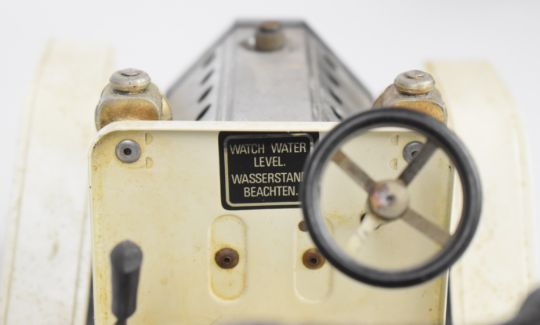 WATCH WATER
LEVEL.
WASSERSTAND
BEACHTEN.